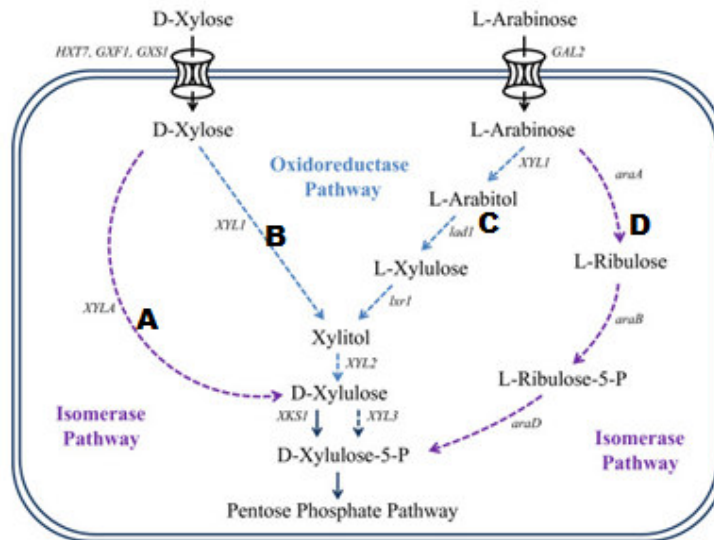 D-Xylose
L-Arabinose
HXT7, GXF1, GXS1
GAL2
D-Xylose
L-Arabinose
Oxidoreductase
Pathway
XYL1
araA
L-Arabitol
XYL1
B
lad1
C
D
L-Xylulose
L-Ribulose
XYLA
A
lxr1
araB
Xylitol
XYL2
L-Ribulose-5-P
D-Xylulose
Isomerase
Pathway
XKS1
XYL3
araD
Isomerase
Pathway
D-Xylulose-5-P
Pentose Phosphate Pathway